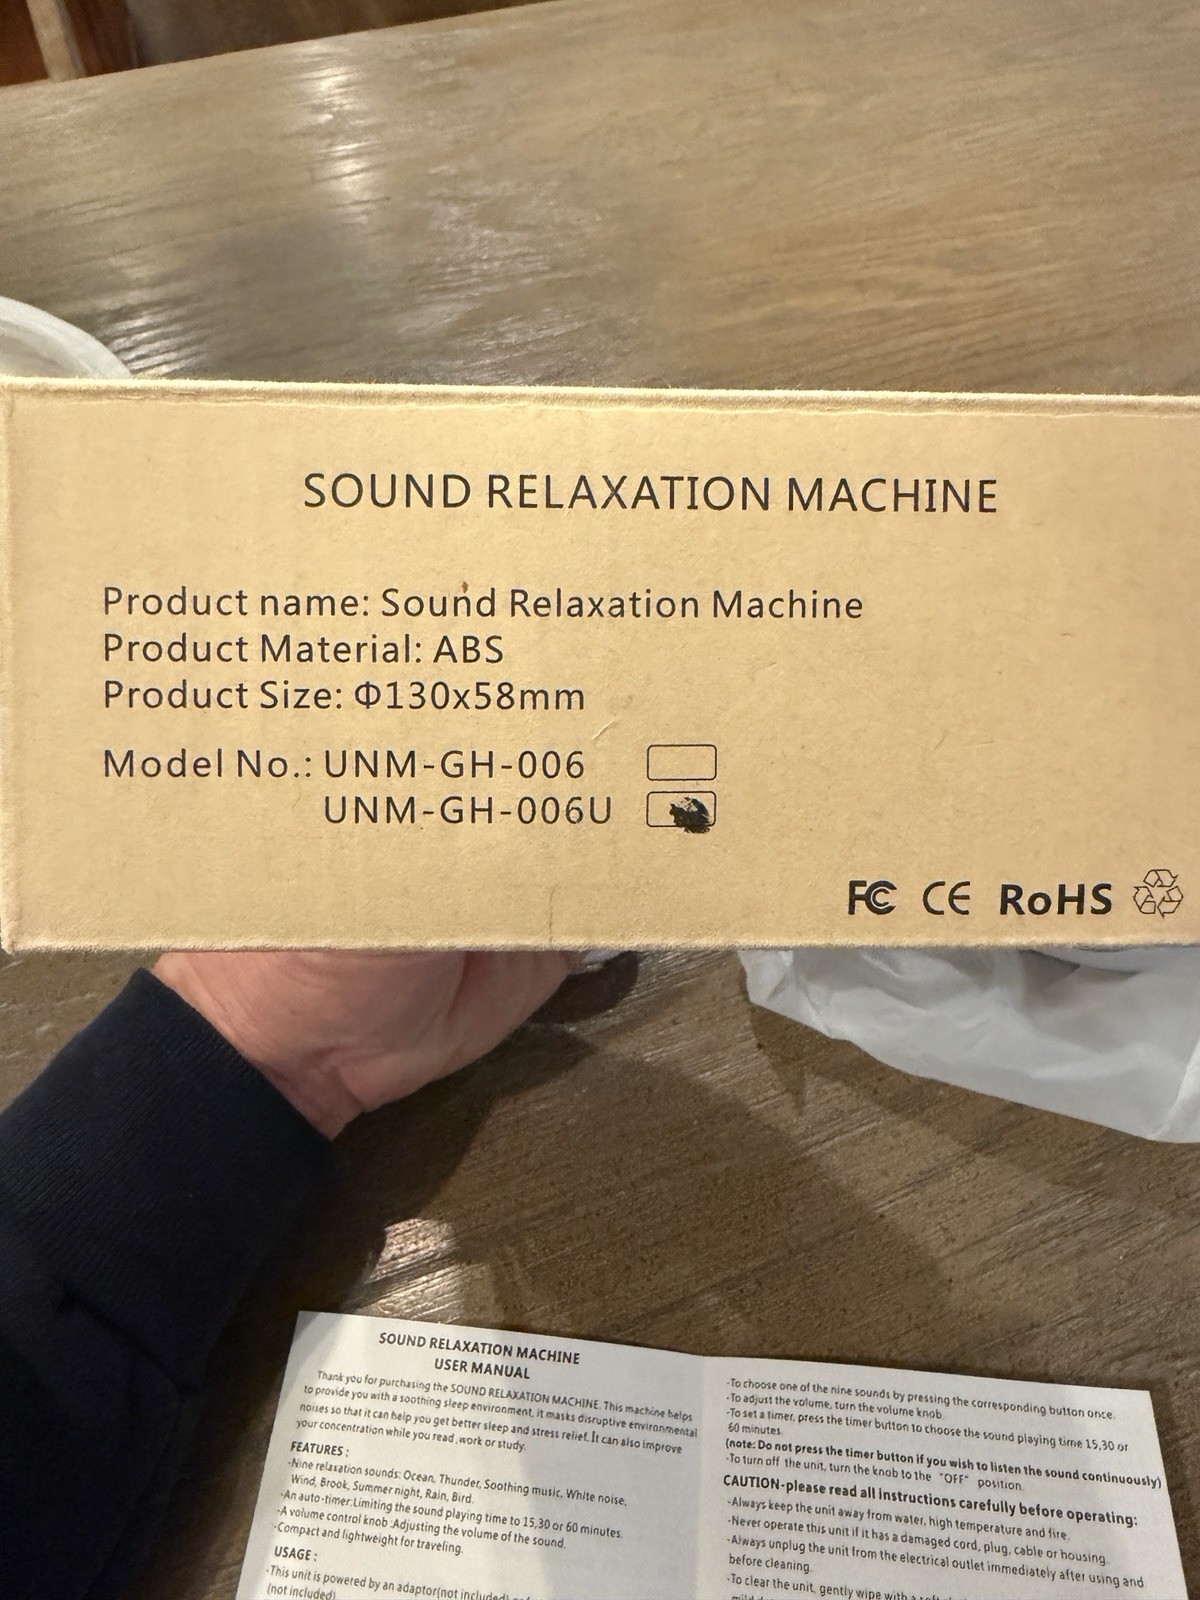 SOUND RELAXATION MACHINE
Product name: Sound Relaxation Machine
Product Material: ABS
Product Size: Φ130x58mm
Model No.: UNM-GH-006
UNM-GH-006U
FC CE RoHS
SOUND RELAXATION MACHINE
USER MANUAL
Thank you for purchasing the SOUND RELAXATION MACHINE. This machine helps
to provide you with a soothing sleep environment, it masks disruptive environmental
noises so that it can help you get better sleep and stress relief. It can also improve
your concentration while you read, work or study.
FEATURES:
-Nine relaxation sounds: Ocean, Thunder, Soothing music, White noise,
Wind, Brook, Summer night, Rain, Bird.
-An auto-timer:Limiting the sound playing time to 15,30 or 60 minutes.
-A volume control knob :Adjusting the volume of the sound.
-Compact and lightweight for traveling.
USAGE:
-This unit is powered by an adaptor(not included)
(not included)
-To choose one of the nine sounds by pressing the corresponding button once.
-To adjust the volume, turn the volume knob.
-To set a timer, press the timer button to choose the sound playing time 15,30 or
60 minutes.
(note: Do not press the timer button if you wish to listen the sound continuously)
-To turn off the unit, turn the knob to the "OFF" position.
CAUTION-please read all instructions carefully before operating:
-Always keep the unit away from water, high temperature and fire.
-Never operate this unit if it has a damaged cord, plug, cable or housing.
-Always unplug the unit from the electrical outlet immediately after using and
before cleaning.
-To clear the unit, gently wipe with a